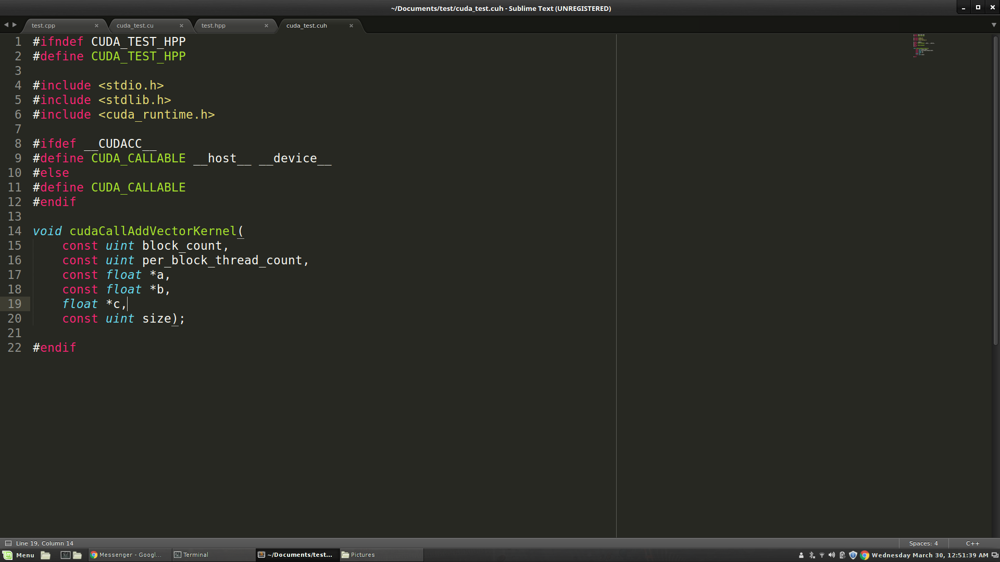 ~/Documents/test/cuda_test.cuh - Sublime Text (UNREGISTERED)
test.cpp
cuda_test.cu
test.hpp
cuda_test.cuh
1 #ifndef CUDA_TEST_HPP
2 #define CUDA_TEST_HPP
3
4 #include <stdio.h>
5 #include <stdlib.h>
6 #include <cuda_runtime.h>
7
8 #ifdef __CUDACC__
9 #define CUDA_CALLABLE __host__ __device__
10 #else
11 #define CUDA_CALLABLE
12 #endif
13
14 void cudaCallAddVectorKernel(
15     const uint block_count,
16     const uint per_block_thread_count,
17     const float *a,
18     const float *b,
19     float *c,
20     const uint size);
21
22 #endif
Line 19, Column 14
Spaces: 4
C++
Menu
Messenger - Googl...
Terminal
~/Documents/test...
Pictures
Wednesday March 30, 12:51:39 AM